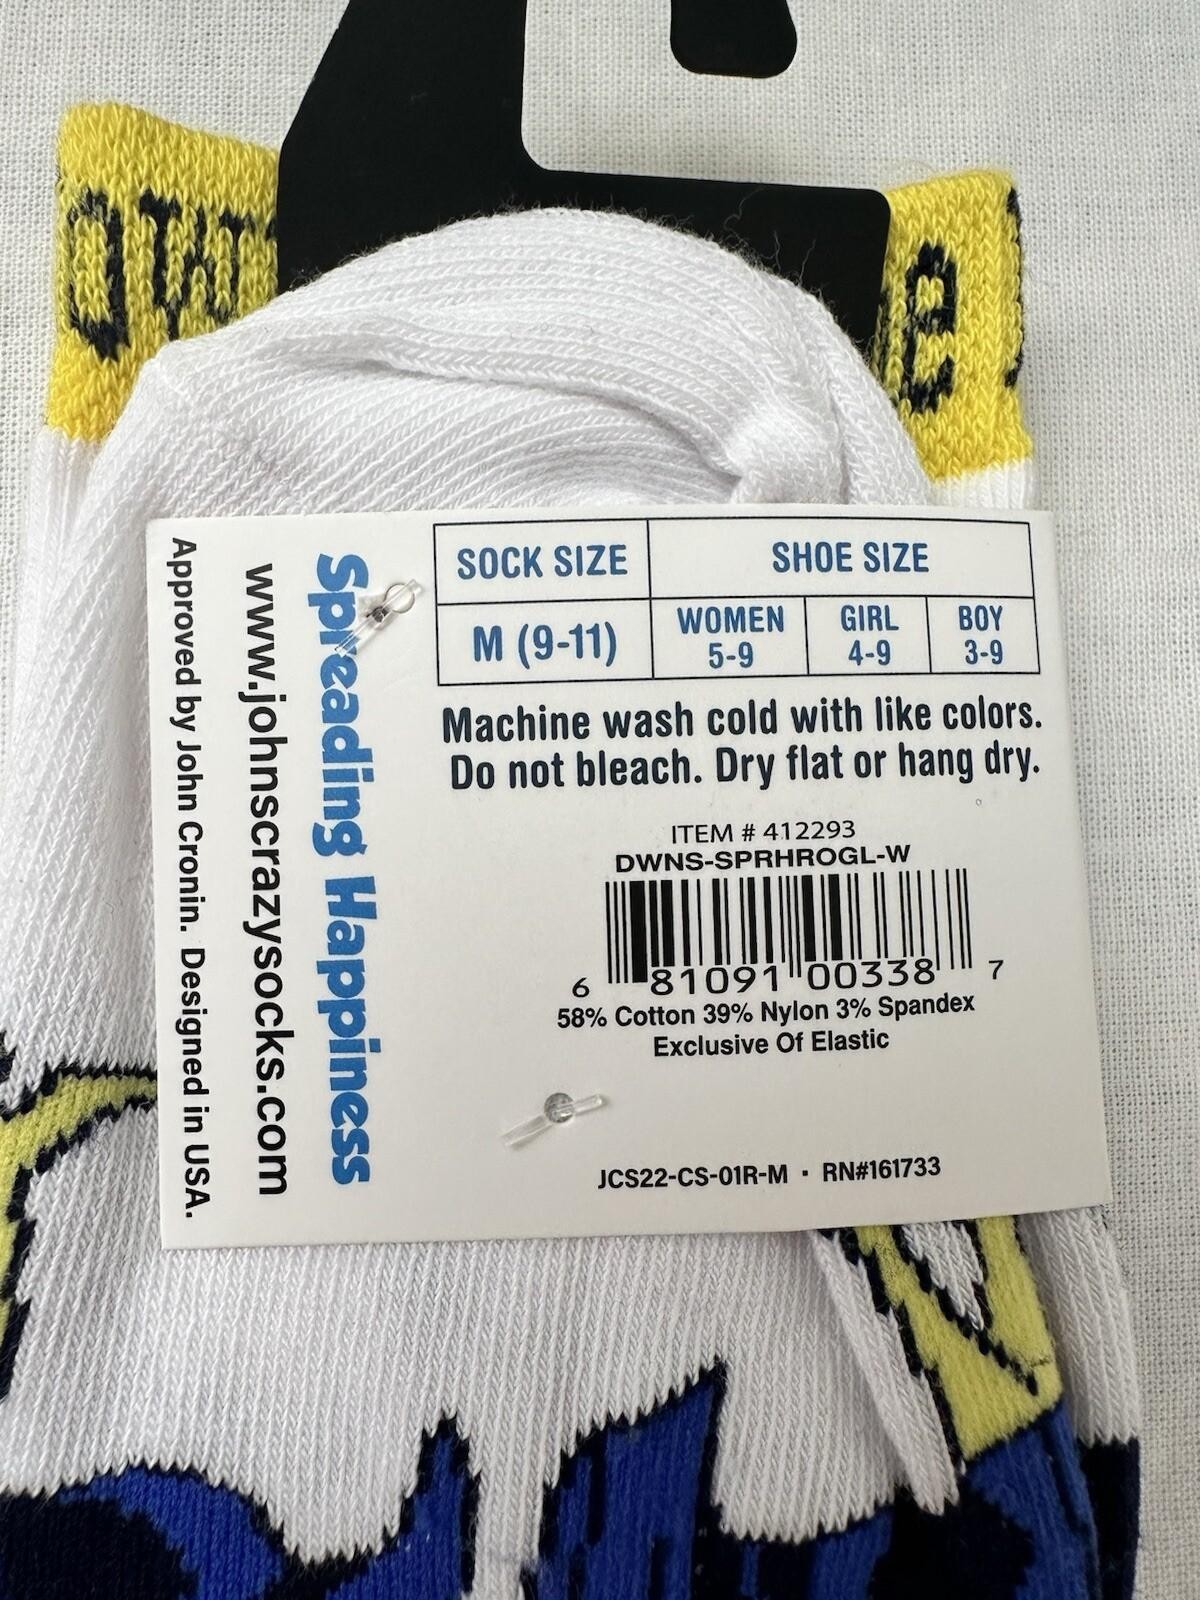 SOCK SIZE
SHOE SIZE
M (9-11)
WOMEN
5-9
GIRL
4-9
BOY
3-9
Machine wash cold with like colors.
Do not bleach. Dry flat or hang dry.
ITEM # 412293
DWNS-SPRHROGL-W
6 81091 00338 7
58% Cotton 39% Nylon 3% Spandex
Exclusive Of Elastic
JCS22-CS-01R-M · RN#161733
Spreading Happiness
www.johnscrazysocks.com
Approved by John Cronin. Designed in USA.